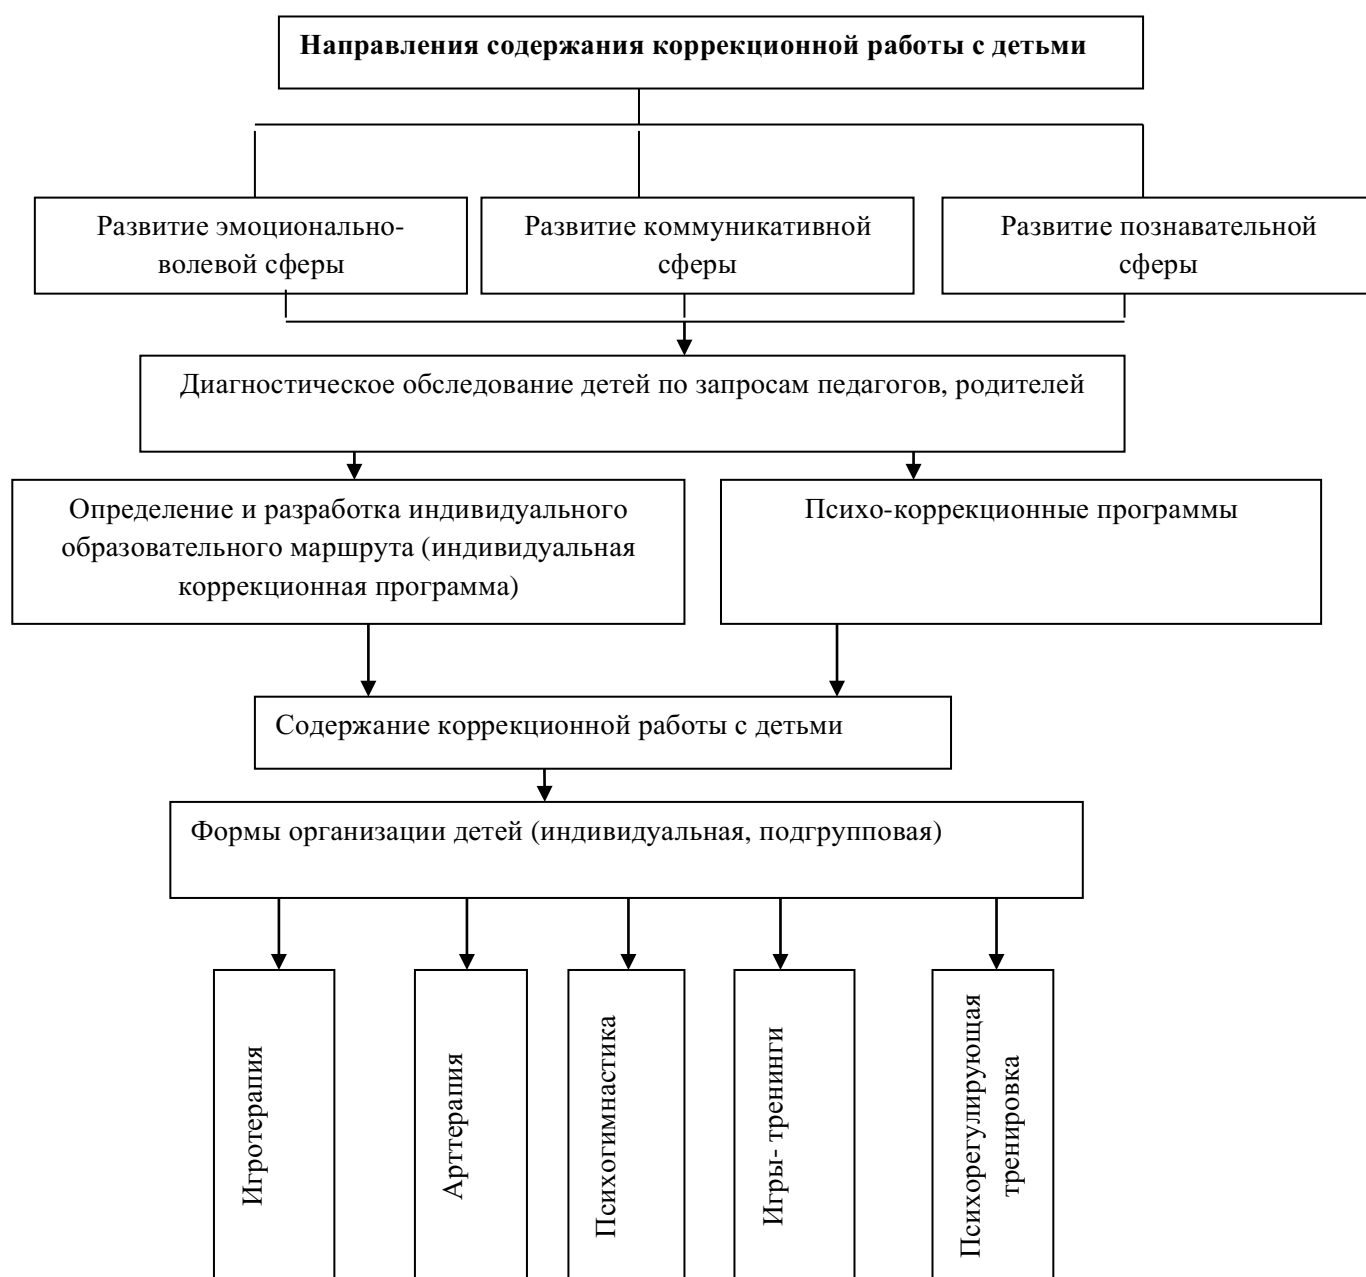 Направления содержания коррекционной работы с детьми
Развитие эмоционально-
волевой сферы
Развитие коммуникативной
сферы
Развитие познавательной
сферы
Диагностическое обследование детей по запросам педагогов, родителей
Определение и разработка индивидуального
образовательного маршрута (индивидуальная
коррекционная программа)
Психо-коррекционные программы
Содержание коррекционной работы с детьми
Формы организации детей (индивидуальная, подгрупповая)
Игротерапия
Арттерапия
Психогимнастика
Игры- тренинги
Психорегулирующая
тренировка